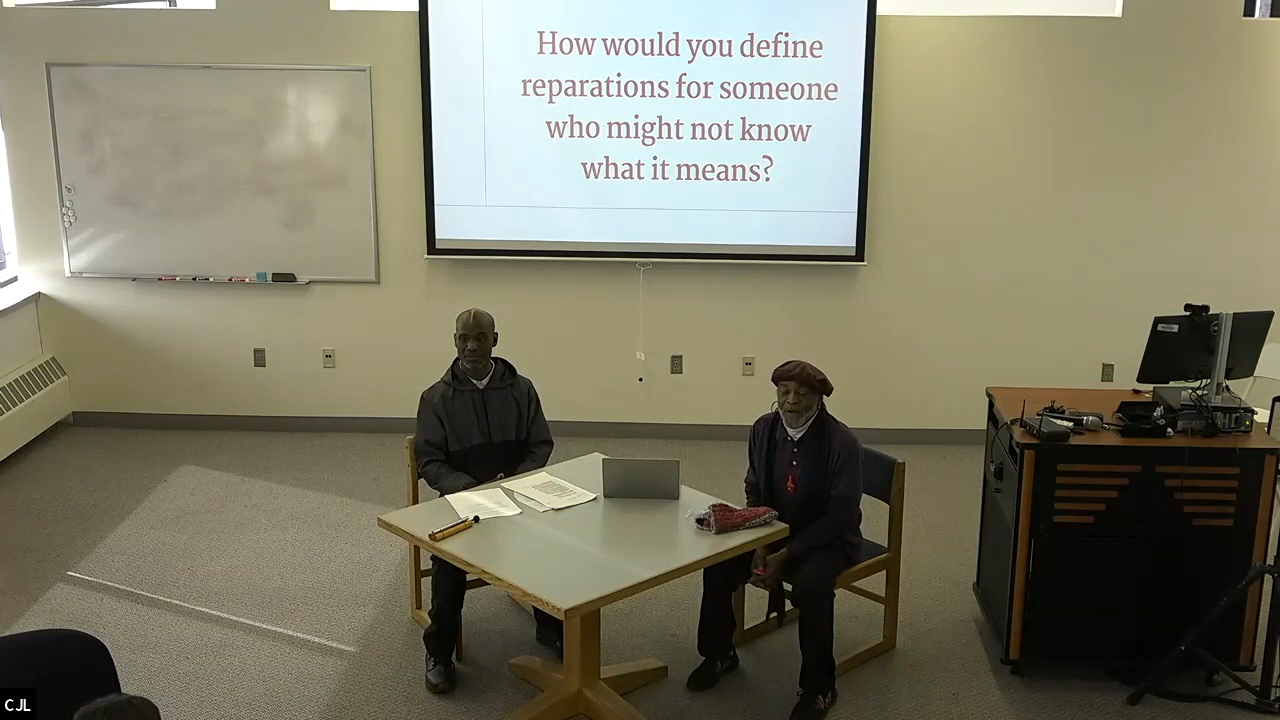 How would you define
reparations for someone
who might not know
what it means?
CJL